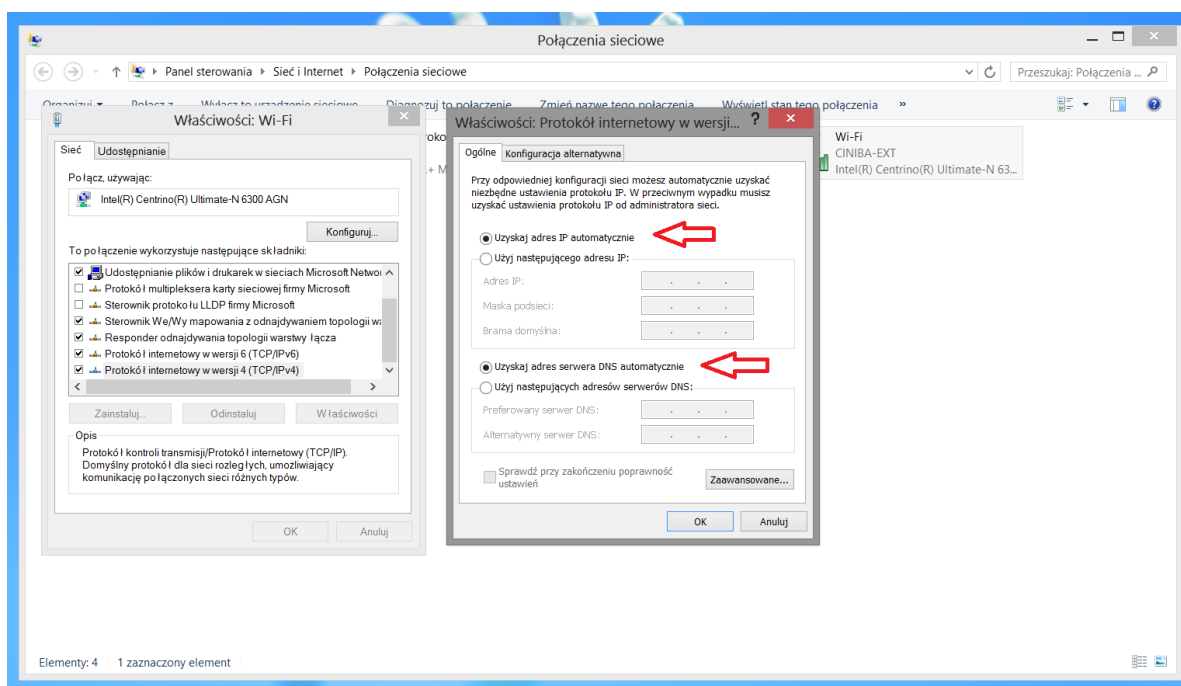 Połączenia sieciowe
Panel sterowania Sieć i Internet Połączenia sieciowe
Przeszukaj: Połączenia ...
Organizuj Połącz z Wyłącz to urządzenie sieciowe Diagnozuj to połączenie Zmień nazwę tego połączenia Wyświetl stan tego połączenia »
Właściwości: Wi-Fi
Sieć Udostępnianie
Połącz, używając:
Intel(R) Centrino(R) Ultimate-N 6300 AGN
Konfiguruj...
To połączenie wykorzystuje następujące składniki:
Udostępnianie plików i drukarek w sieciach Microsoft Networ
Protokół multipleksera karty sieciowej firmy Microsoft
Sterownik protokołu LLDP firmy Microsoft
Sterownik We/Wy mapowania z odnajdywaniem topologii wa
Responder odnajdywania topologii warstwy łącza
Protokół internetowy w wersji 6 (TCP/IPv6)
Protokół internetowy w wersji 4 (TCP/IPv4)
Zainstaluj... Odinstaluj Właściwości
Opis
Protokół kontroli transmisji/Protokół internetowy (TCP/IP).
Domyślny protokół dla sieci rozległych, umożliwiający
komunikację połączonych sieci różnych typów.
OK Anuluj
oko
.+ M
Właściwości: Protokół internetowy w wersji... ?
Ogólne Konfiguracja alternatywna
Przy odpowiedniej konfiguracji sieci możesz automatycznie uzyskać
niezbędne ustawienia protokołu IP. W przeciwnym wypadku musisz
uzyskać ustawienia protokołu IP od administratora sieci.
Uzyskaj adres IP automatycznie
Użyj następującego adresu IP:
Adres IP:
Maska podsieci:
Brama domyślna:
Uzyskaj adres serwera DNS automatycznie
Użyj następujących adresów serwerów DNS:
Preferowany serwer DNS:
Alternatywny serwer DNS:
Sprawdź przy zakończeniu poprawność
ustawień
Zaawansowane...
OK Anuluj
Wi-Fi
CINIBA-EXT
Intel(R) Centrino(R) Ultimate-N 63...
Elementy: 4 1 zaznaczony element